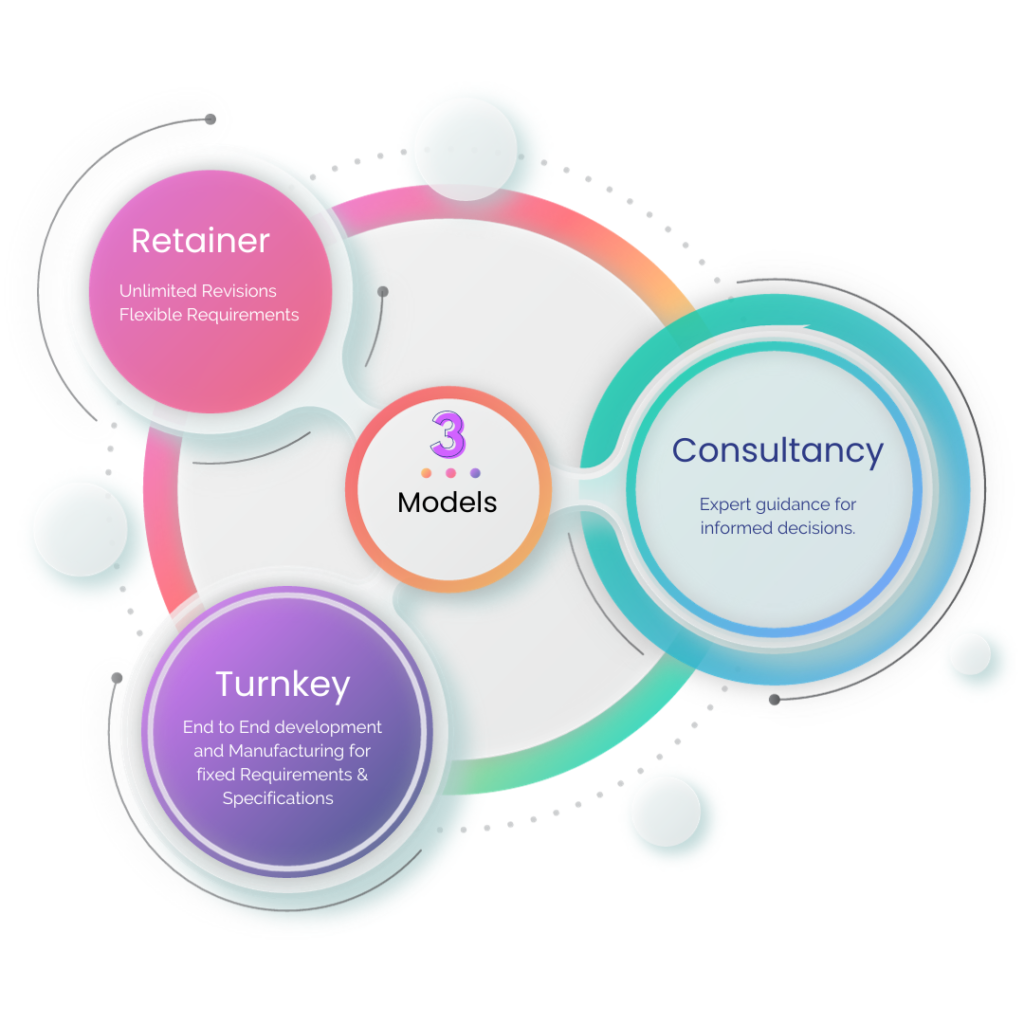 Retainer
Unlimited Revisions
Flexible Requirements
3
Models
Consultancy
Expert guidance for
informed decisions.
Turnkey
End to End development
and Manufacturing for
fixed Requirements &
Specifications